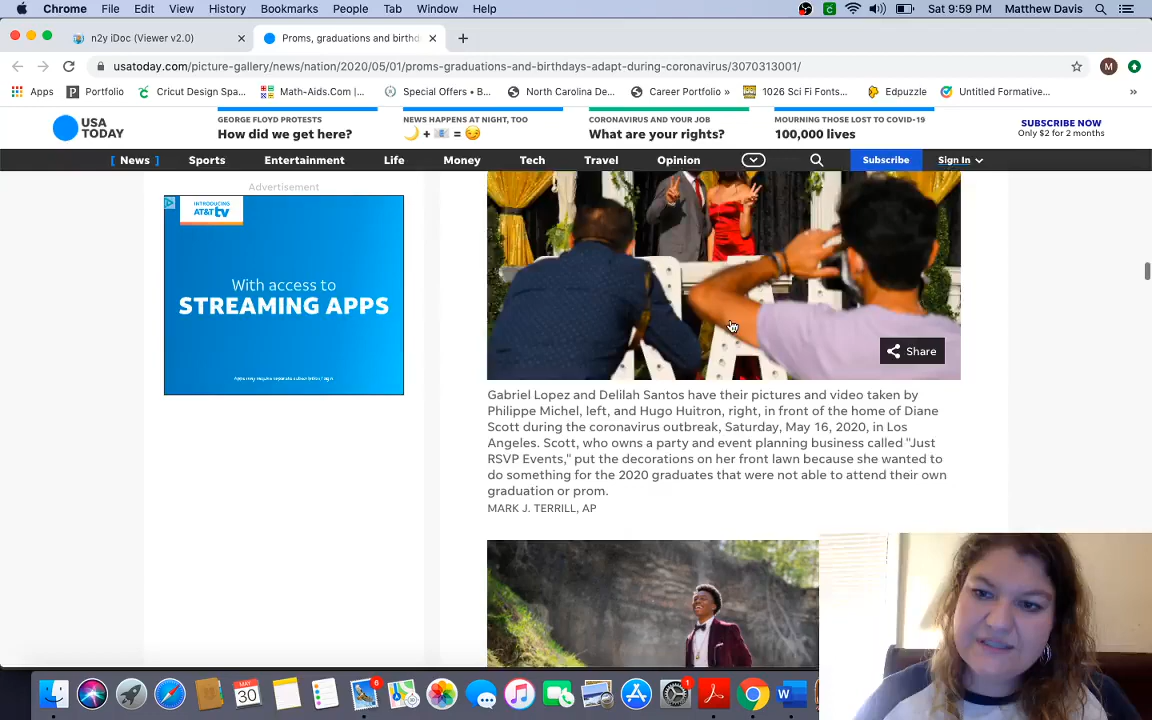 Chrome File Edit View History Bookmarks People Tab Window Help
Sat 9:59 PM Matthew Davis
n2y iDoc (Viewer v2.0)
Proms, graduations and birthd
usatoday.com/picture-gallery/news/nation/2020/05/01/proms-graduations-and-birthdays-adapt-during-coronavirus/3070313001/
M
Apps Portfolio Cricut Design Spa... Math-Aids.Com |... Special Offers • B... North Carolina De... Career Portfolio » 1026 Sci Fi Fonts... Edpuzzle Untitled Formative... »
USA
TODAY
GEORGE FLOYD PROTESTS
How did we get here?
NEWS HAPPENS AT NIGHT, TOO
🌙 + 📧 = 😏
CORONAVIRUS AND YOUR JOB
What are your rights?
MOURNING THOSE LOST TO COVID-19
100,000 lives
SUBSCRIBE NOW
Only $2 for 2 months
[ News ] Sports Entertainment Life Money Tech Travel Opinion Subscribe Sign In
Advertisement
INTRODUCING
AT&T tv
With access to
STREAMING APPS
Share
Gabriel Lopez and Delilah Santos have their pictures and video taken by
Philippe Michel, left, and Hugo Huitron, right, in front of the home of Diane
Scott during the coronavirus outbreak, Saturday, May 16, 2020, in Los
Angeles. Scott, who owns a party and event planning business called "Just
RSVP Events," put the decorations on her front lawn because she wanted to
do something for the 2020 graduates that were not able to attend their own
graduation or prom.
MARK J. TERRILL, AP
MAY
30
6
1
W